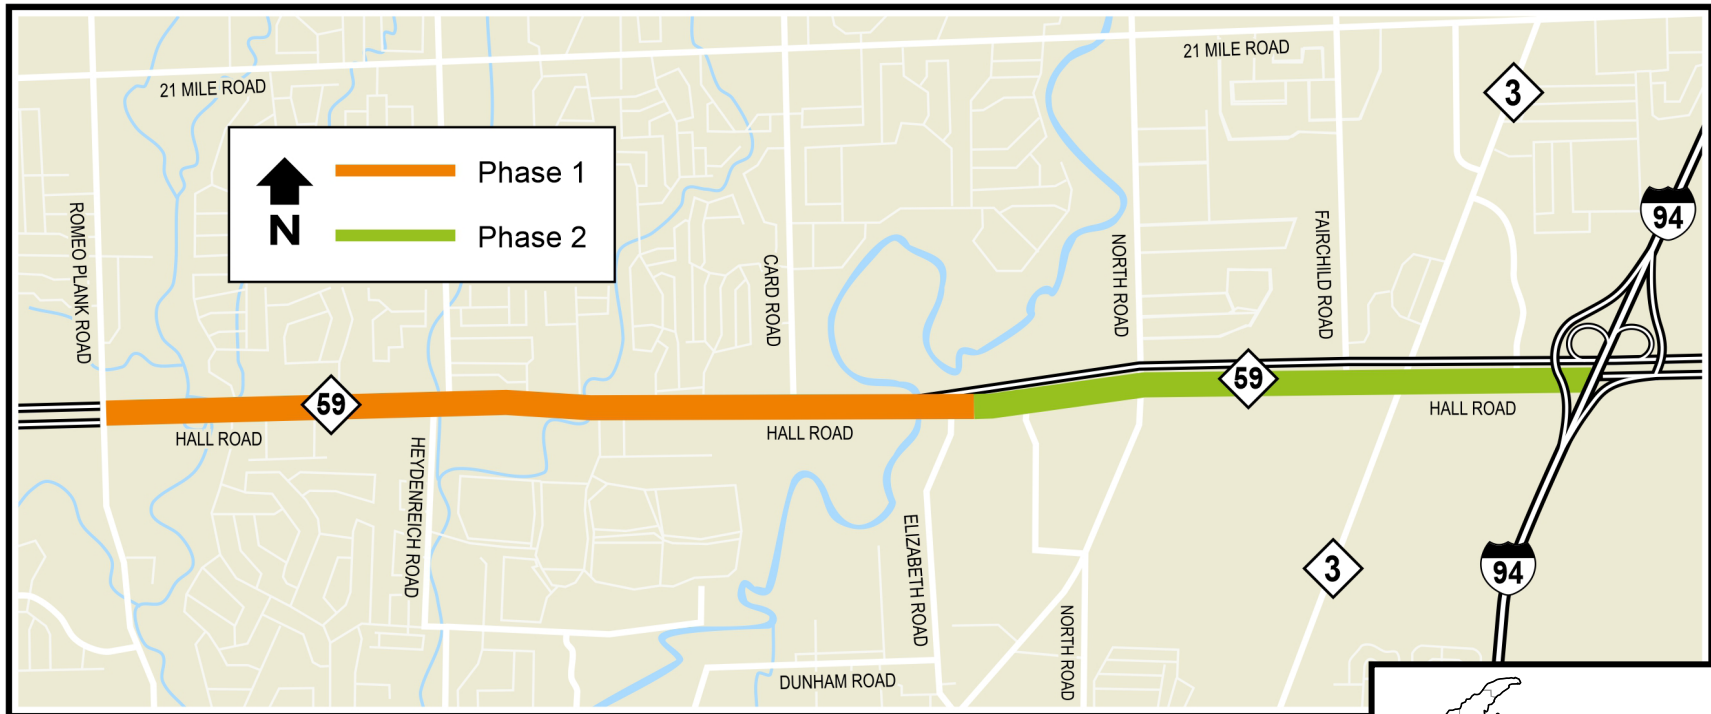 21 MILE ROAD
21 MILE ROAD
3
Phase 1
N
Phase 2
94
ROMEO PLANK ROAD
CARD ROAD
NORTH ROAD
FAIRCHILD ROAD
59
59
HALL ROAD
HALL ROAD
HALL ROAD
HEYDENREICH ROAD
ELIZABETH ROAD
3
94
NORTH ROAD
DUNHAM ROAD